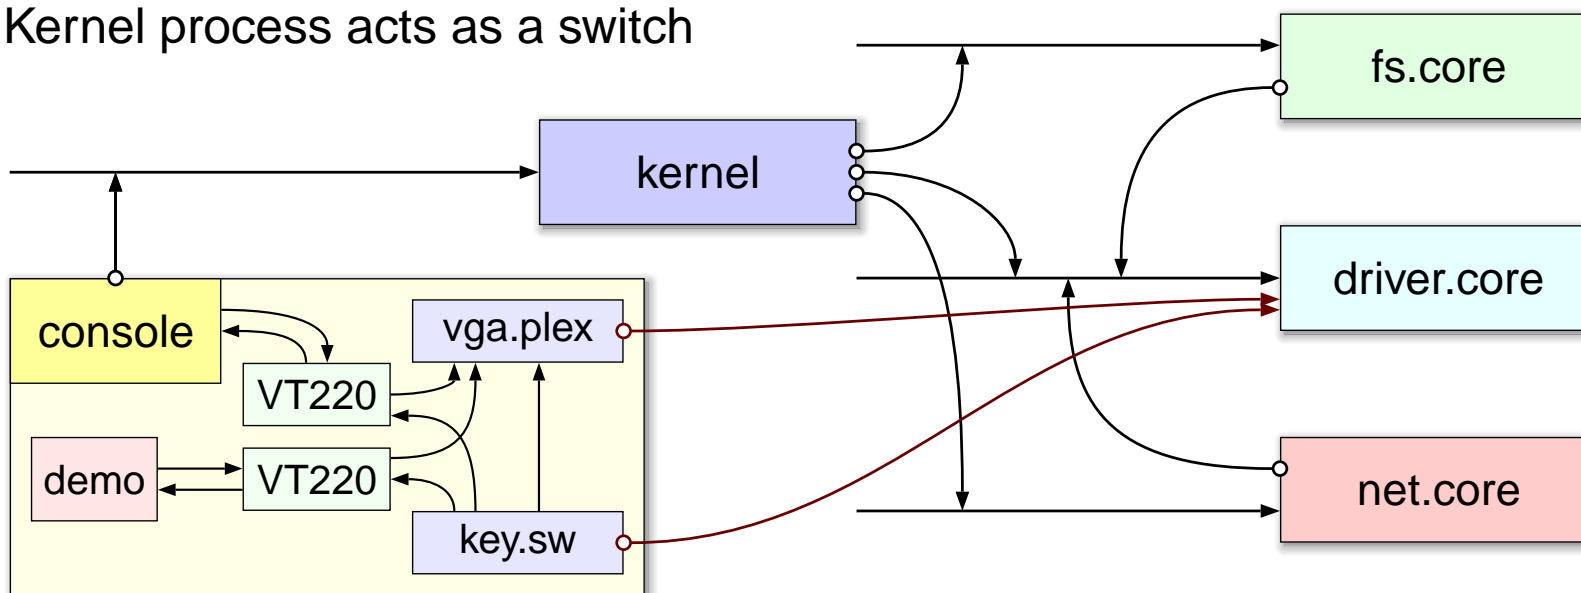 Kernel process acts as a switch
fs.core
kernel
driver.core
console
vga.plex
VT220
demo
VT220
net.core
key.sw